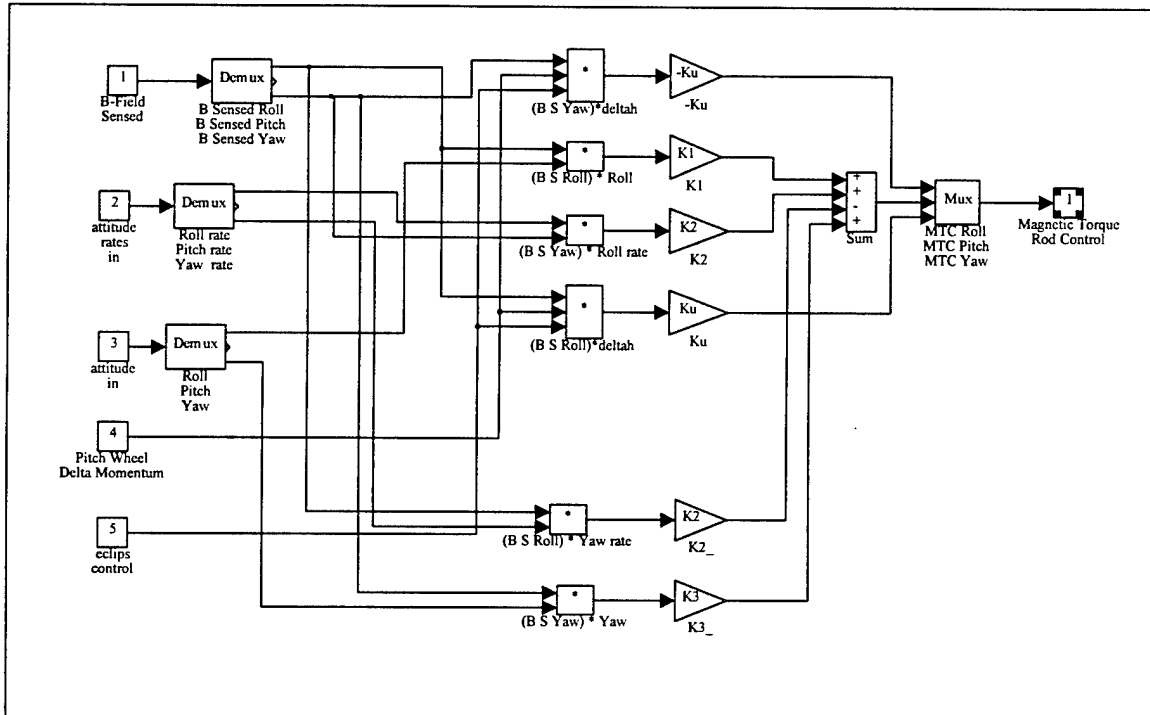 1
B-Field
Sensed
Demux
B Sensed Roll
B Sensed Pitch
B Sensed Yaw
*
(B S Yaw)*deltah
-Ku
-Ku
*
(B S Roll) * Roll
K1
K1
2
attitude
rates
in
Demux
Roll rate
Pitch rate
Yaw rate
*
(B S Yaw) * Roll rate
K2
K2
+
+
-
+
Sum
Mux
MTC Roll
MTC Pitch
MTC Yaw
1
Magnetic Torque
Rod Control
*
(B S Roll)*deltah
Ku
Ku
3
attitude
in
Demux
Roll
Pitch
Yaw
4
Pitch Wheel
Delta Momentum
5
eclips
control
*
(B S Roll) * Yaw rate
K2
K2_
*
(B S Yaw) * Yaw
K3
K3_